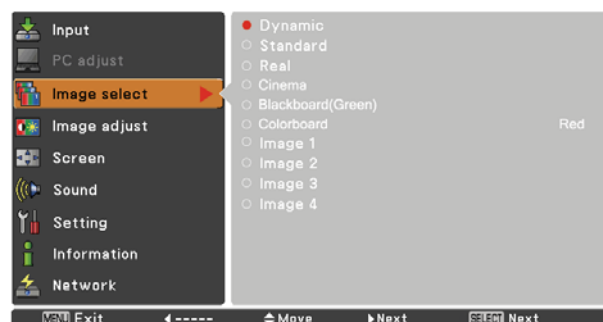 Input
PC adjust
Image select
Image adjust
Screen
Sound
Setting
Information
Network
Dynamic
Standard
Real
Cinema
Blackboard(Green)
Colorboard Red
Image 1
Image 2
Image 3
Image 4
MENU Exit ◀ ----- ◆ Move ▶ Next SELECT Next